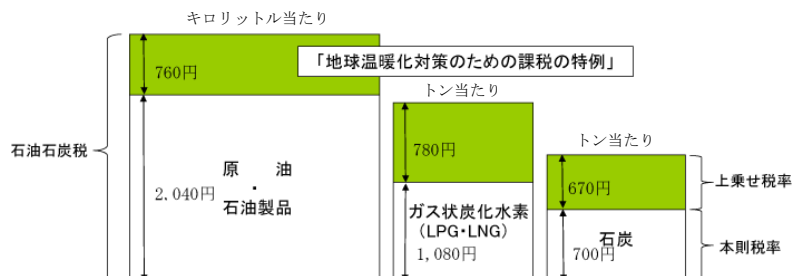 キロリットル当たり
「地球温暖化対策のための課税の特例」
760円
トン当たり
780円
トン当たり
石油石炭税
原　油
・
石油製品
2,040円
670円
上乗せ税率
ガス状炭化水素
（LPG・LNG）
1,080円
石炭
700円
本則税率